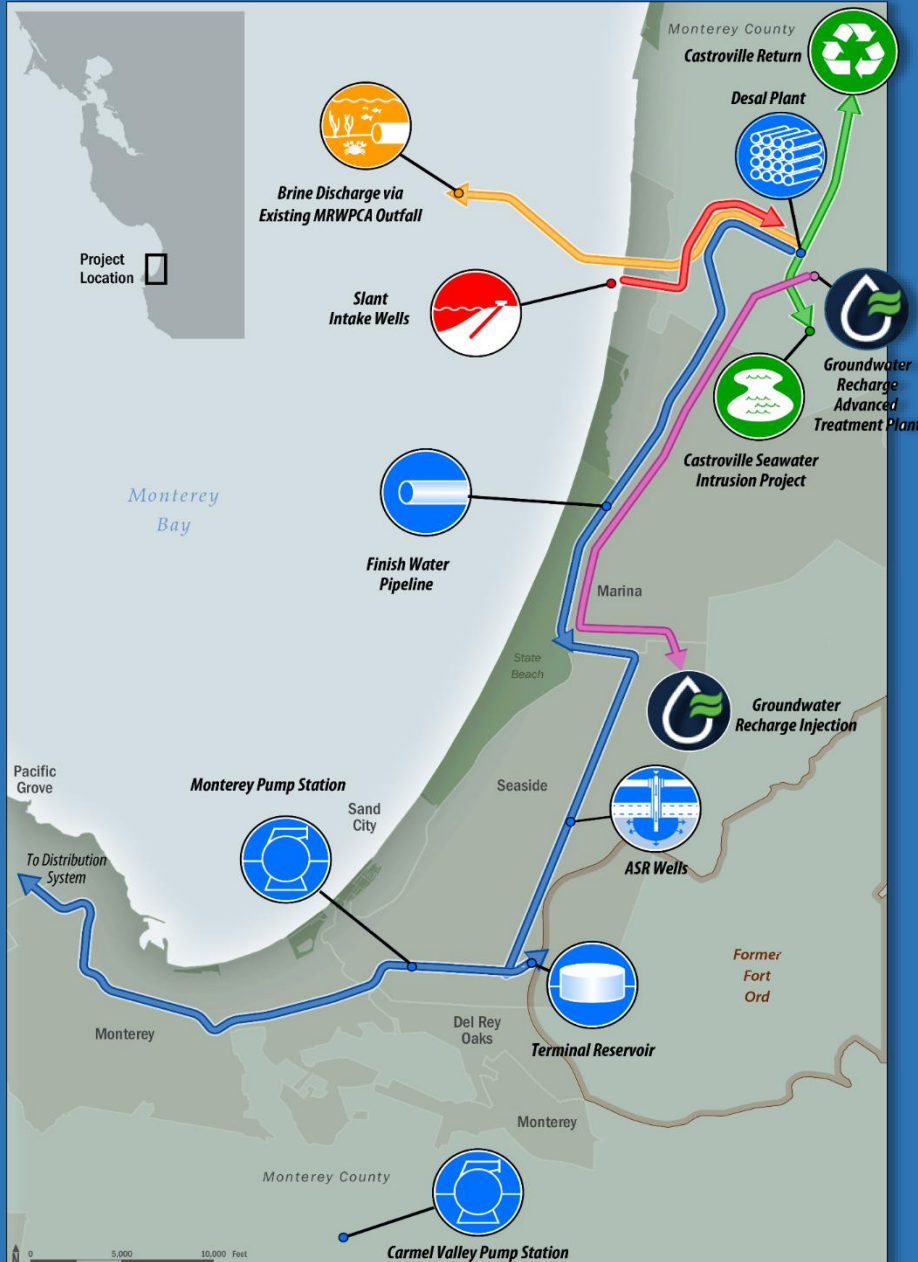 Monterey County
Castroville Return
Desal Plant
Brine Discharge via
Existing MRWPCA Outfall
Project
Location
Slant
Intake Wells
Groundwater
Recharge
Advanced
Treatment Plant
Castroville Seawater
Intrusion Project
Monterey
Bay
Finish Water
Pipeline
Marina
State
Beach
Groundwater
Recharge Injection
Pacific
Grove
Monterey Pump Station
Seaside
Sand
City
To Distribution
System
ASR Wells
Former
Fort
Ord
Monterey
Del Rey
Oaks
Terminal Reservoir
Monterey
Monterey County
Carmel Valley Pump Station
0 5,000 10,000 Feet